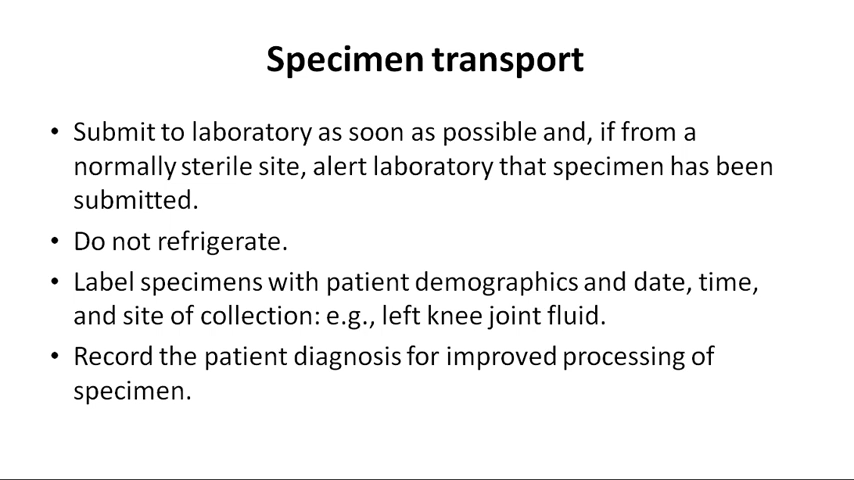 Specimen transport
• Submit to laboratory as soon as possible and, if from a
normally sterile site, alert laboratory that specimen has been
submitted.
• Do not refrigerate.
• Label specimens with patient demographics and date, time,
and site of collection: e.g., left knee joint fluid.
• Record the patient diagnosis for improved processing of
specimen.